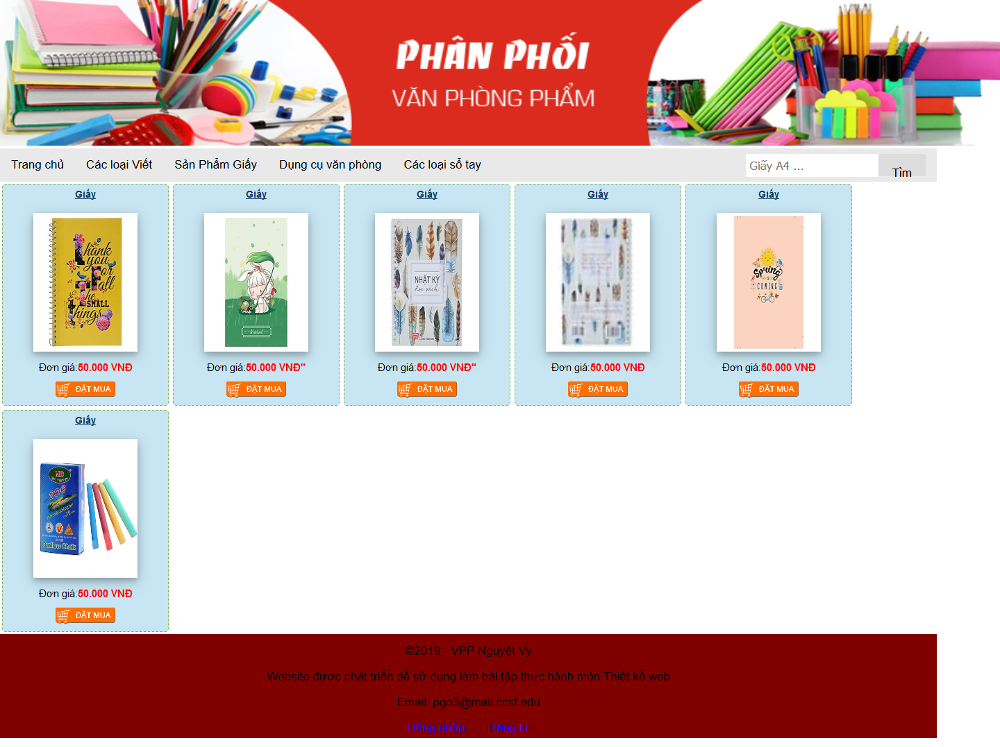 PHÂN PHỐI
VĂN PHÒNG PHẨM
Trang chủ Các loại Viết Sản Phẩm Giấy Dụng cụ văn phòng Các loại sổ tay Giấy A4 ... Tìm
Giấy Giấy Giấy Giấy Giấy
Thank
you
For
all
The
SMALL
Things
Notebook
NHẬT KÝ
đọc sách
Spring
is
COMING
Đơn giá:50.000 VNĐ Đơn giá:50.000 VNĐ" Đơn giá:50.000 VNĐ" Đơn giá:50.000 VNĐ Đơn giá:50.000 VNĐ
ĐẶT MUA ĐẶT MUA ĐẶT MUA ĐẶT MUA ĐẶT MUA
Giấy
MIC
Dustless Chalk
Đơn giá:50.000 VNĐ
ĐẶT MUA
©2019 - VPP Nguyệt Vy
Website được phát triển để sử dụng làm bài tập thực hành môn Thiết kế web
Email: pgo3@mail.ccsf.edu
Đăng nhập Đăng kí